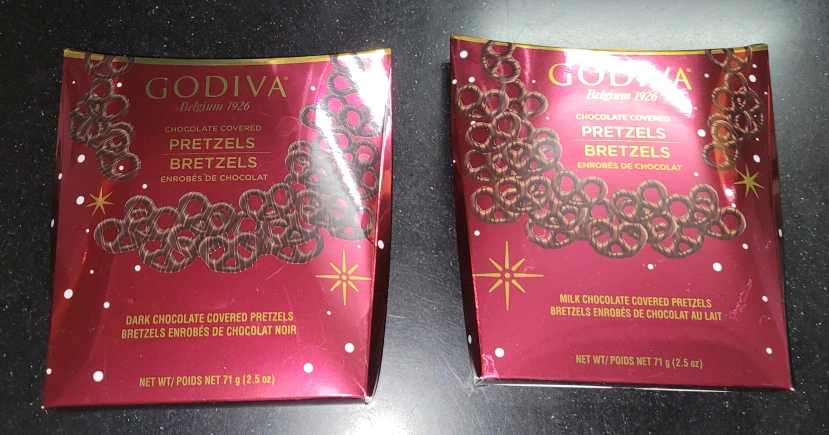 GODIVA®
Belgium 1926
CHOCOLATE COVERED
PRETZELS
BRETZELS
ENROBÉS DE CHOCOLAT
DARK CHOCOLATE COVERED PRETZELS
BRETZELS ENROBÉS DE CHOCOLAT NOIR
NET WT/ POIDS NET 71 g (2.5 oz)
GODIVA
Belgium 1926
CHOCOLATE COVERED
PRETZELS
BRETZELS
ENROBÉS DE CHOCOLAT
MILK CHOCOLATE COVERED PRETZELS
BRETZELS ENROBÉS DE CHOCOLAT AU LAIT
NET WT/ POIDS NET 71 g (2.5 oz)